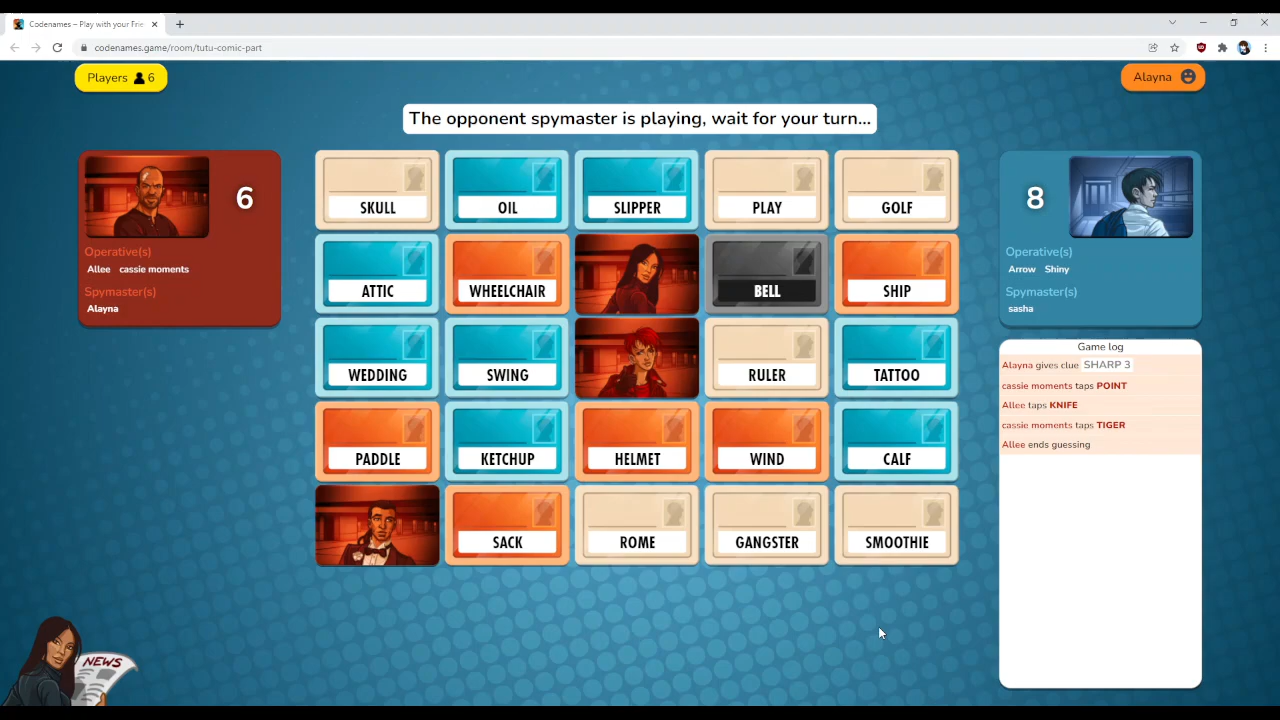 Codenames – Play with your Frie
codenames.game/room/tutu-comic-part
Players 6
Alayna
The opponent spymaster is playing, wait for your turn...
6
Operative(s)
Allee cassie moments
Spymaster(s)
Alayna
SKULL OIL SLIPPER PLAY GOLF
ATTIC WHEELCHAIR BELL SHIP
WEDDING SWING RULER TATTOO
PADDLE KETCHUP HELMET WIND CALF
SACK ROME GANGSTER SMOOTHIE
8
Operative(s)
Arrow Shiny
Spymaster(s)
sasha
Game log
Alayna gives clue SHARP 3
cassie moments taps POINT
Allee taps KNIFE
cassie moments taps TIGER
Allee ends guessing
NEWS